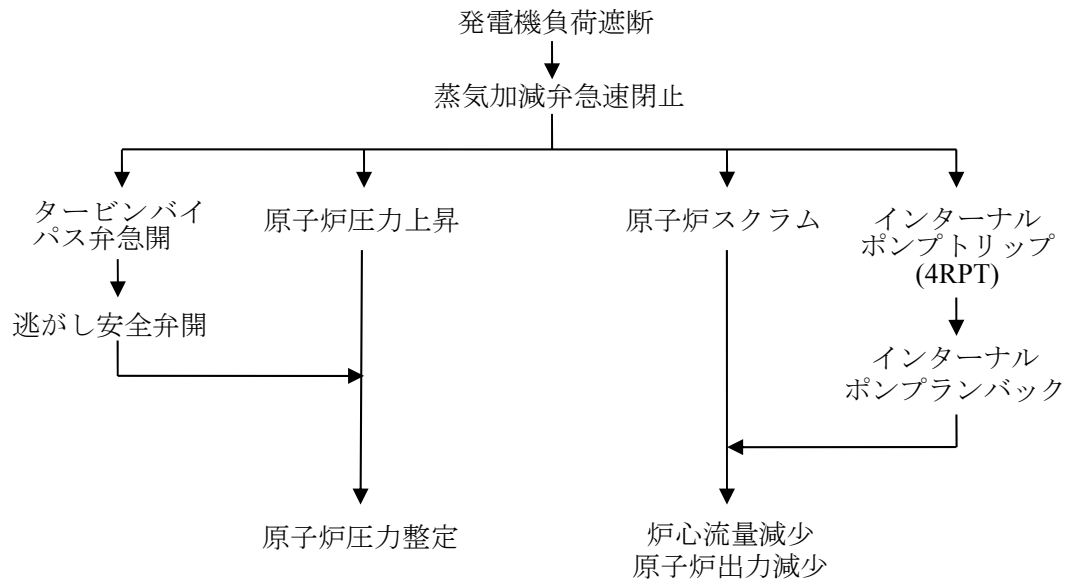 発電機負荷遮断
蒸気加減弁急速閉止
タービンバイ
パス弁急開
原子炉圧力上昇
原子炉スクラム
インターナル
ポンプトリップ
(4RPT)
逃がし安全弁開
インターナル
ポンプランバック
原子炉圧力整定
炉心流量減少
原子炉出力減少